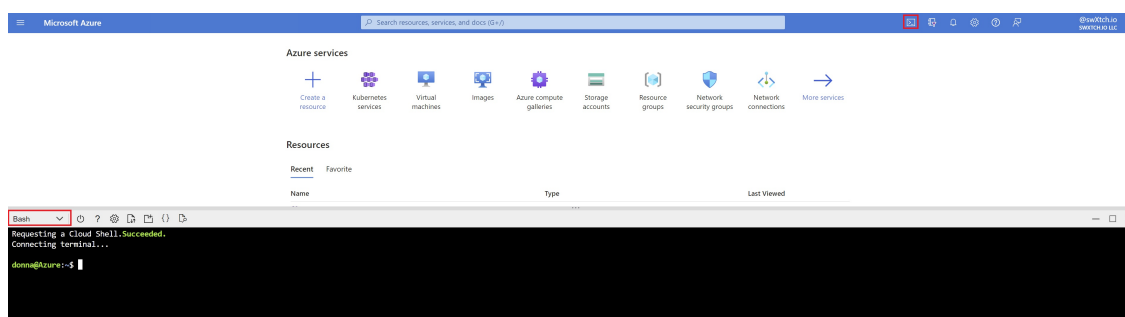 Microsoft Azure
Search resources, services, and docs (G+/)
@swXtch.io
SWXTCH.IO LLC
Azure services
Create a resource
Kubernetes services
Virtual machines
Images
Azure compute galleries
Storage accounts
Resource groups
Network security groups
Network connections
More services
Resources
Recent Favorite
Name Type Last Viewed
Bash
Requesting a Cloud Shell.Succeeded.
Connecting terminal...
donna@Azure:~$